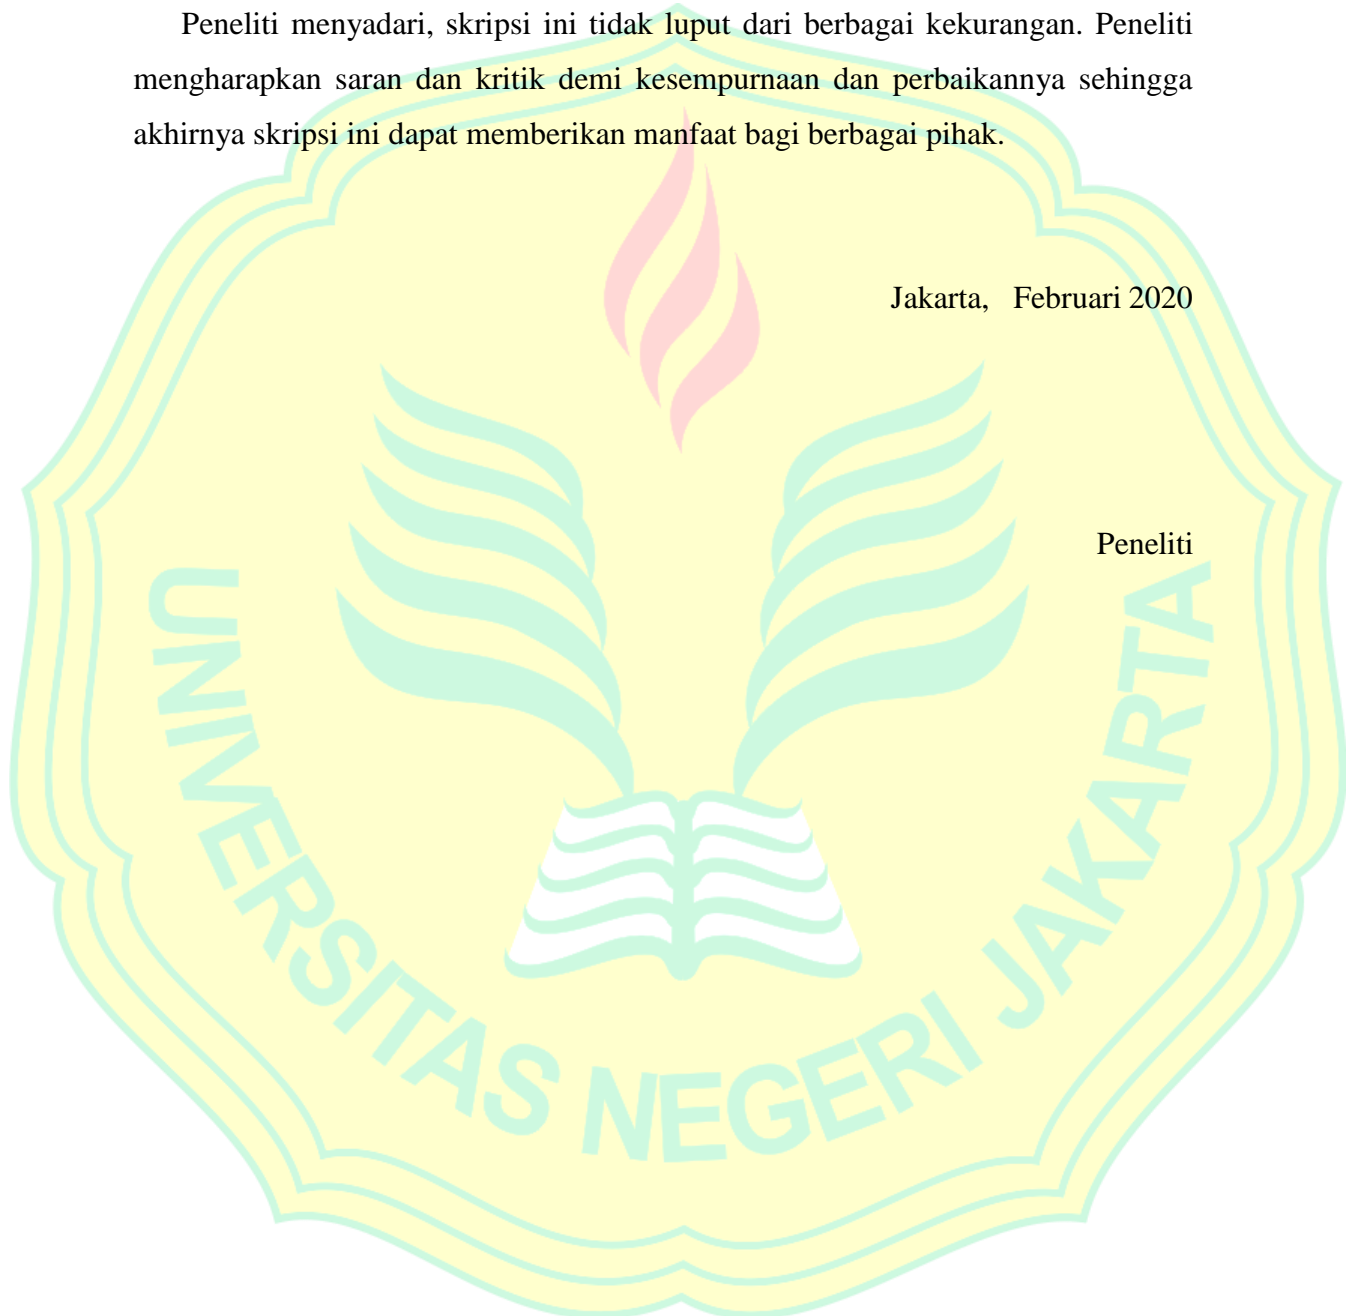 Peneliti menyadari, skripsi ini tidak luput dari berbagai kekurangan. Peneliti
mengharapkan saran dan kritik demi kesempurnaan dan perbaikannya sehingga
akhirnya skripsi ini dapat memberikan manfaat bagi berbagai pihak.
Jakarta,   Februari 2020
Peneliti
UNIVERSITAS NEGERI JAKARTA